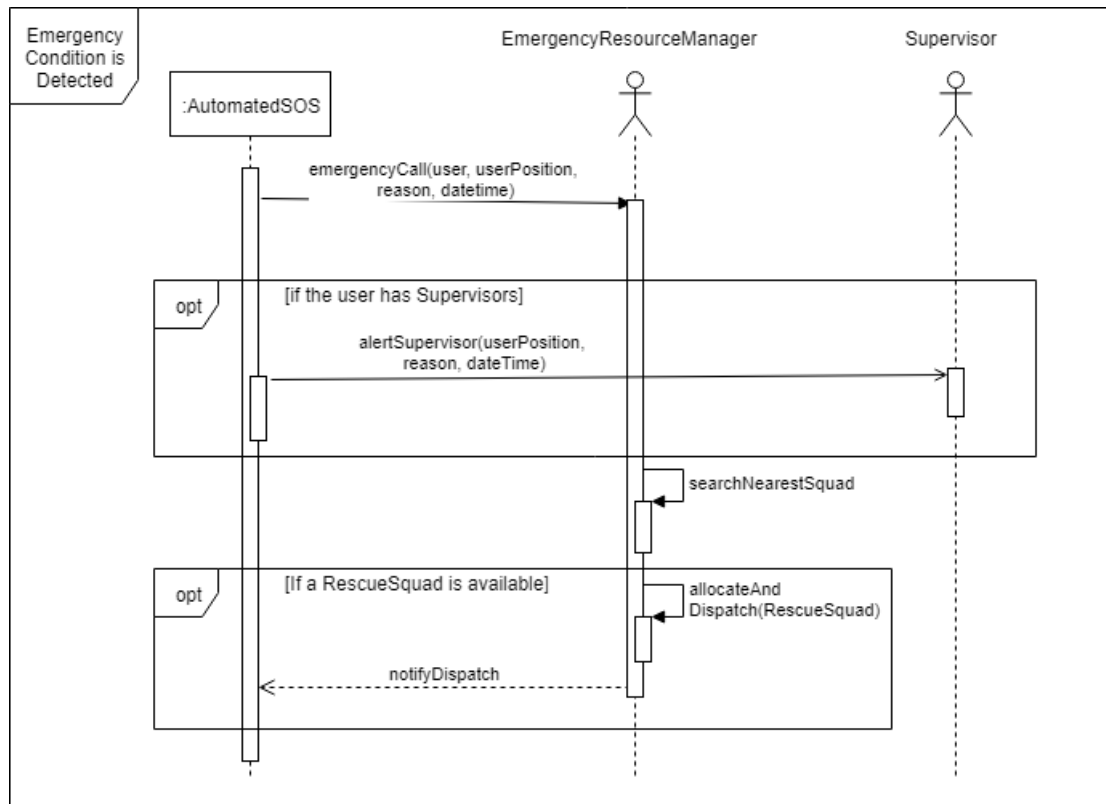 Emergency
Condition is
Detected
EmergencyResourceManager
Supervisor
:AutomatedSOS
emergencyCall(user, userPosition,
reason, datetime)
opt
[if the user has Supervisors]
alertSupervisor(userPosition,
reason, dateTime)
searchNearestSquad
opt
[If a RescueSquad is available]
allocateAnd
Dispatch(RescueSquad)
notifyDispatch